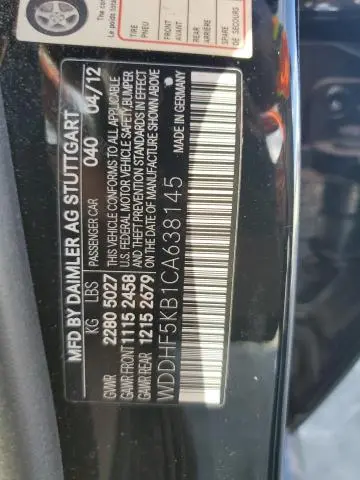 Le poids total
TIRE
PNEU
FRONT
AVANT
REAR
ARRIERE
SPARE
DE SECOURS
MFD BY DAIMLER AG STUTTGART
PASSENGER CAR 040 04/12
THIS VEHICLE CONFORMS TO ALL APPLICABLE
U.S. FEDERAL MOTOR VEHICLE SAFETY, BUMPER
AND THEFT PREVENTION STANDARDS IN EFFECT
ON THE DATE OF MANUFACTURE SHOWN ABOVE
KG LBS
GVWR 2280 5027
GAWR FRONT 1115 2458
GAWR REAR 1215 2679
MADE IN GERMANY
WDDHF5KB1CA638145